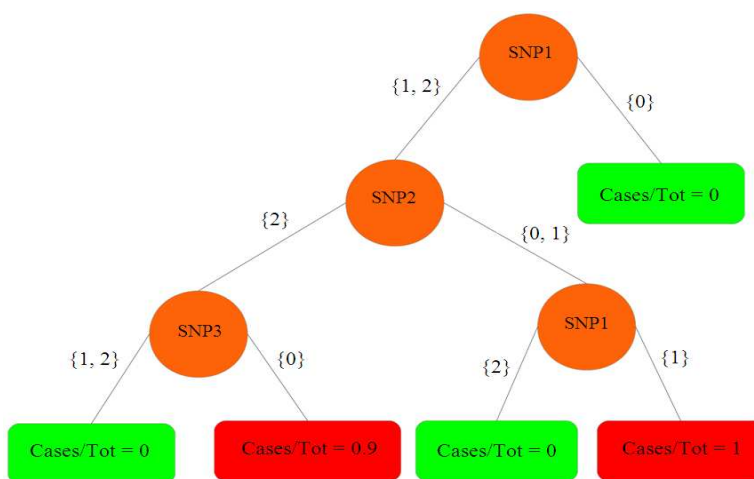 SNP1
{1, 2}
{0}
Cases/Tot = 0
SNP2
{2}
{0, 1}
SNP3
SNP1
{1, 2}
{0}
{2}
{1}
Cases/Tot = 0
Cases/Tot = 0.9
Cases/Tot = 0
Cases/Tot = 1